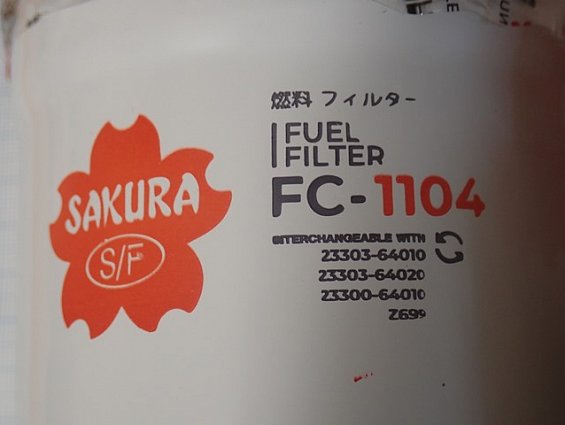 燃料 フィルター
FUEL
FILTER
FC-1104
SAKURA
S/F
INTERCHANGEABLE WITH
23303-64010
23303-64020
23300-64010
Z699